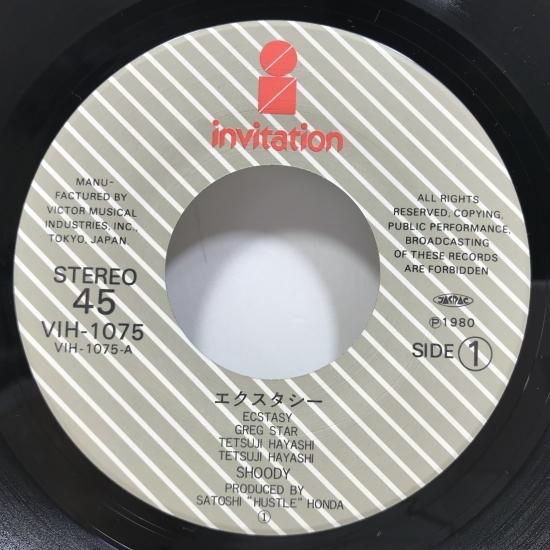 invitation
MANU-
FACTURED BY
VICTOR MUSICAL
INDUSTRIES, INC.,
TOKYO, JAPAN.
STEREO
45
VIH-1075
VIH-1075-A
ALL RIGHTS
RESERVED, COPYING,
PUBLIC PERFORMANCE,
BROADCASTING
OF THESE RECORDS
ARE FORBIDDEN
JASRAC
Ⓟ1980
SIDE ①
エクスタシー
ECSTASY
GREG STAR
TETSUJI HAYASHI
TETSUJI HAYASHI
SHOODY
PRODUCED BY
SATOSHI "HUSTLE" HONDA
①